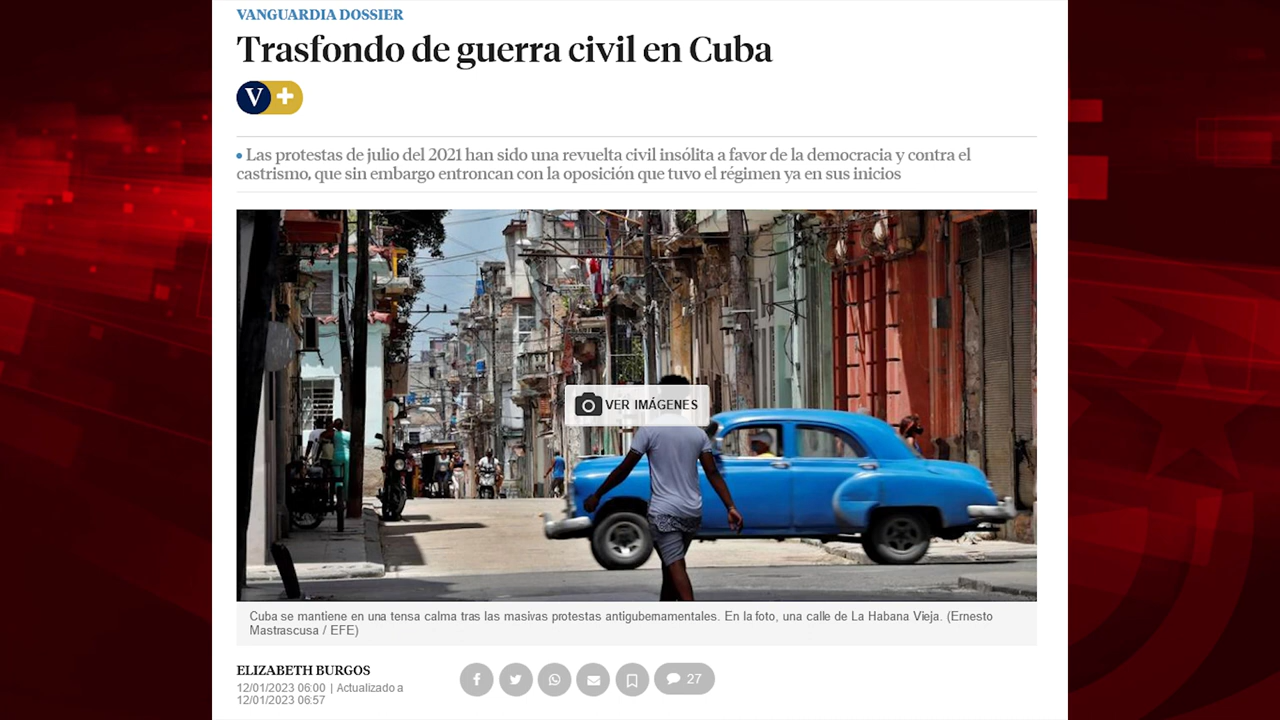 VANGUARDIA DOSSIER
Trasfondo de guerra civil en Cuba
V+
Las protestas de julio del 2021 han sido una revuelta civil insólita a favor de la democracia y contra el
castrismo, que sin embargo entroncan con la oposición que tuvo el régimen ya en sus inicios
VER IMÁGENES
Cuba se mantiene en una tensa calma tras las masivas protestas antigubernamentales. En la foto, una calle de La Habana Vieja. (Ernesto
Mastrascusa / EFE)
ELIZABETH BURGOS
12/01/2023 06:00 | Actualizado a
12/01/2023 06:57
27